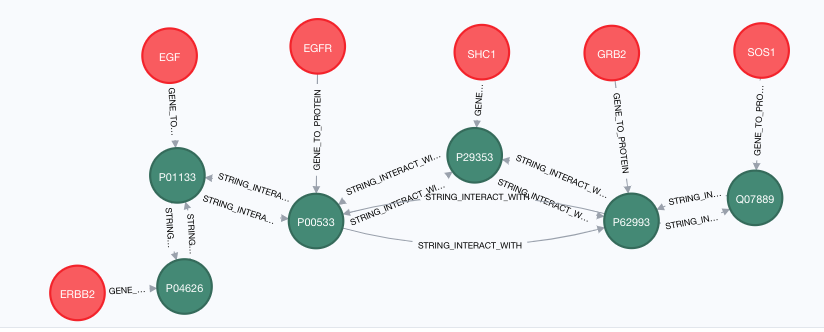 EGF
EGFR
SHC1
GRB2
SOS1
GENE_TO...
GENE_TO_PROTEIN
GENE...
GENE_TO_PROTEIN
GENE_TO_PRO...
P01133
P29353
Q07889
P00533
P62993
STRING_INTERA...
STRING_INTERA...
STRING_INTERACT_WI...
STRING_INTERACT_WI...
STRING_INTERACT_WITH
STRING_INTERACT_W...
STRING_INTERACT_W...
STRING_IN...
STRING_IN...
STRING_INTERACT_WITH
STRING...
STRING...
ERBB2
GENE_...
P04626